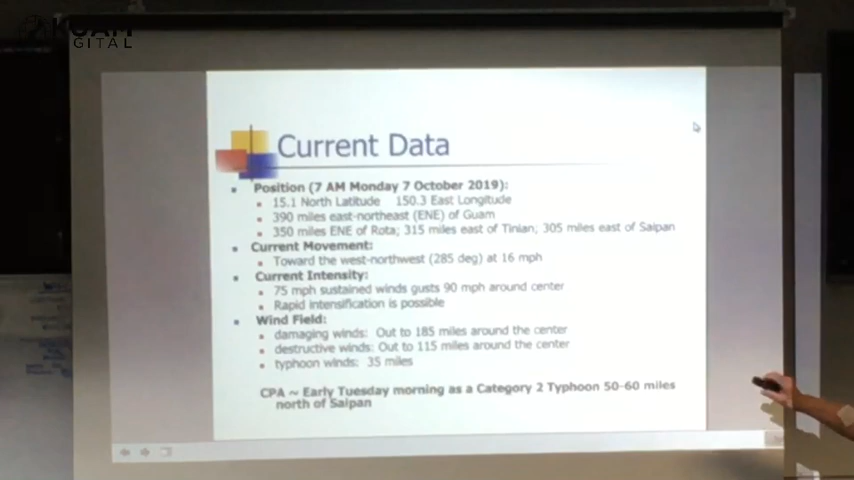 KUAM
DIGITAL
Current Data
Position (7 AM Monday 7 October 2019):
15.1 North Latitude 150.3 East Longitude
390 miles east-northeast (ENE) of Guam
350 miles ENE of Rota; 315 miles east of Tinian; 305 miles east of Saipan
Current Movement:
Toward the west-northwest (285 deg) at 16 mph
Current Intensity:
75 mph sustained winds gusts 90 mph around center
Rapid intensification is possible
Wind Field:
damaging winds: Out to 185 miles around the center
destructive winds: Out to 115 miles around the center
typhoon winds: 35 miles
CPA ~ Early Tuesday morning as a Category 2 Typhoon 50-60 miles
north of Saipan